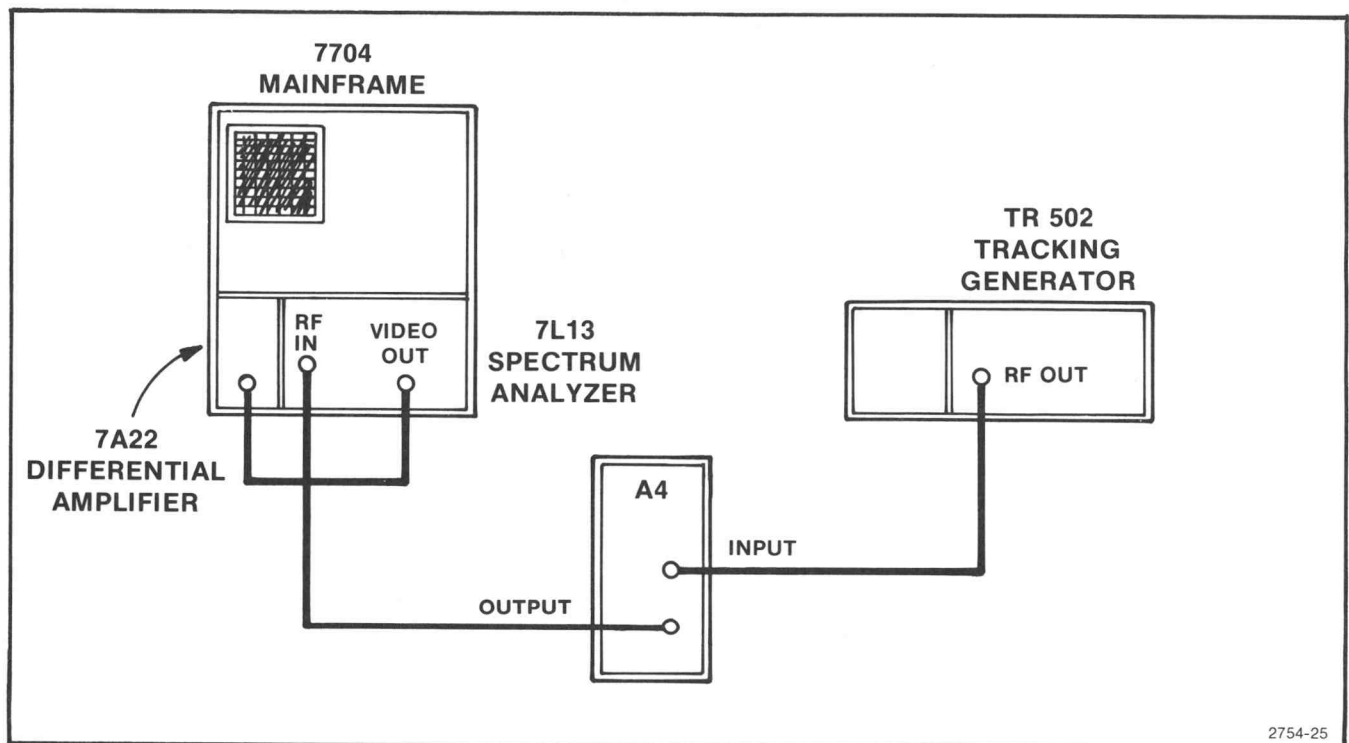 7704
MAINFRAME
RF
IN
VIDEO
OUT
7L13
SPECTRUM
ANALYZER
7A22
DIFFERENTIAL
AMPLIFIER
TR 502
TRACKING
GENERATOR
RF OUT
A4
INPUT
OUTPUT
2754-25